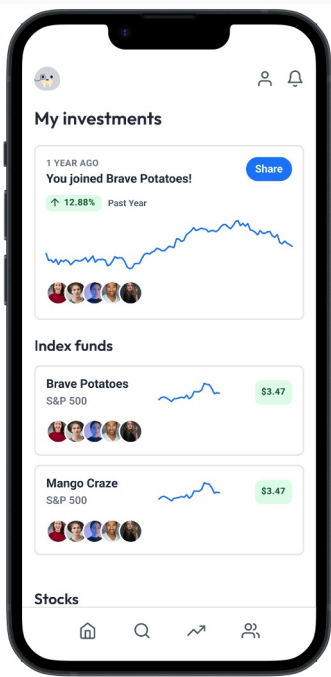 My investments
1 YEAR AGO
You joined Brave Potatoes!
Share
↑ 12.88% Past Year
Index funds
Brave Potatoes
S&P 500
$3.47
Mango Craze
S&P 500
$3.47
Stocks